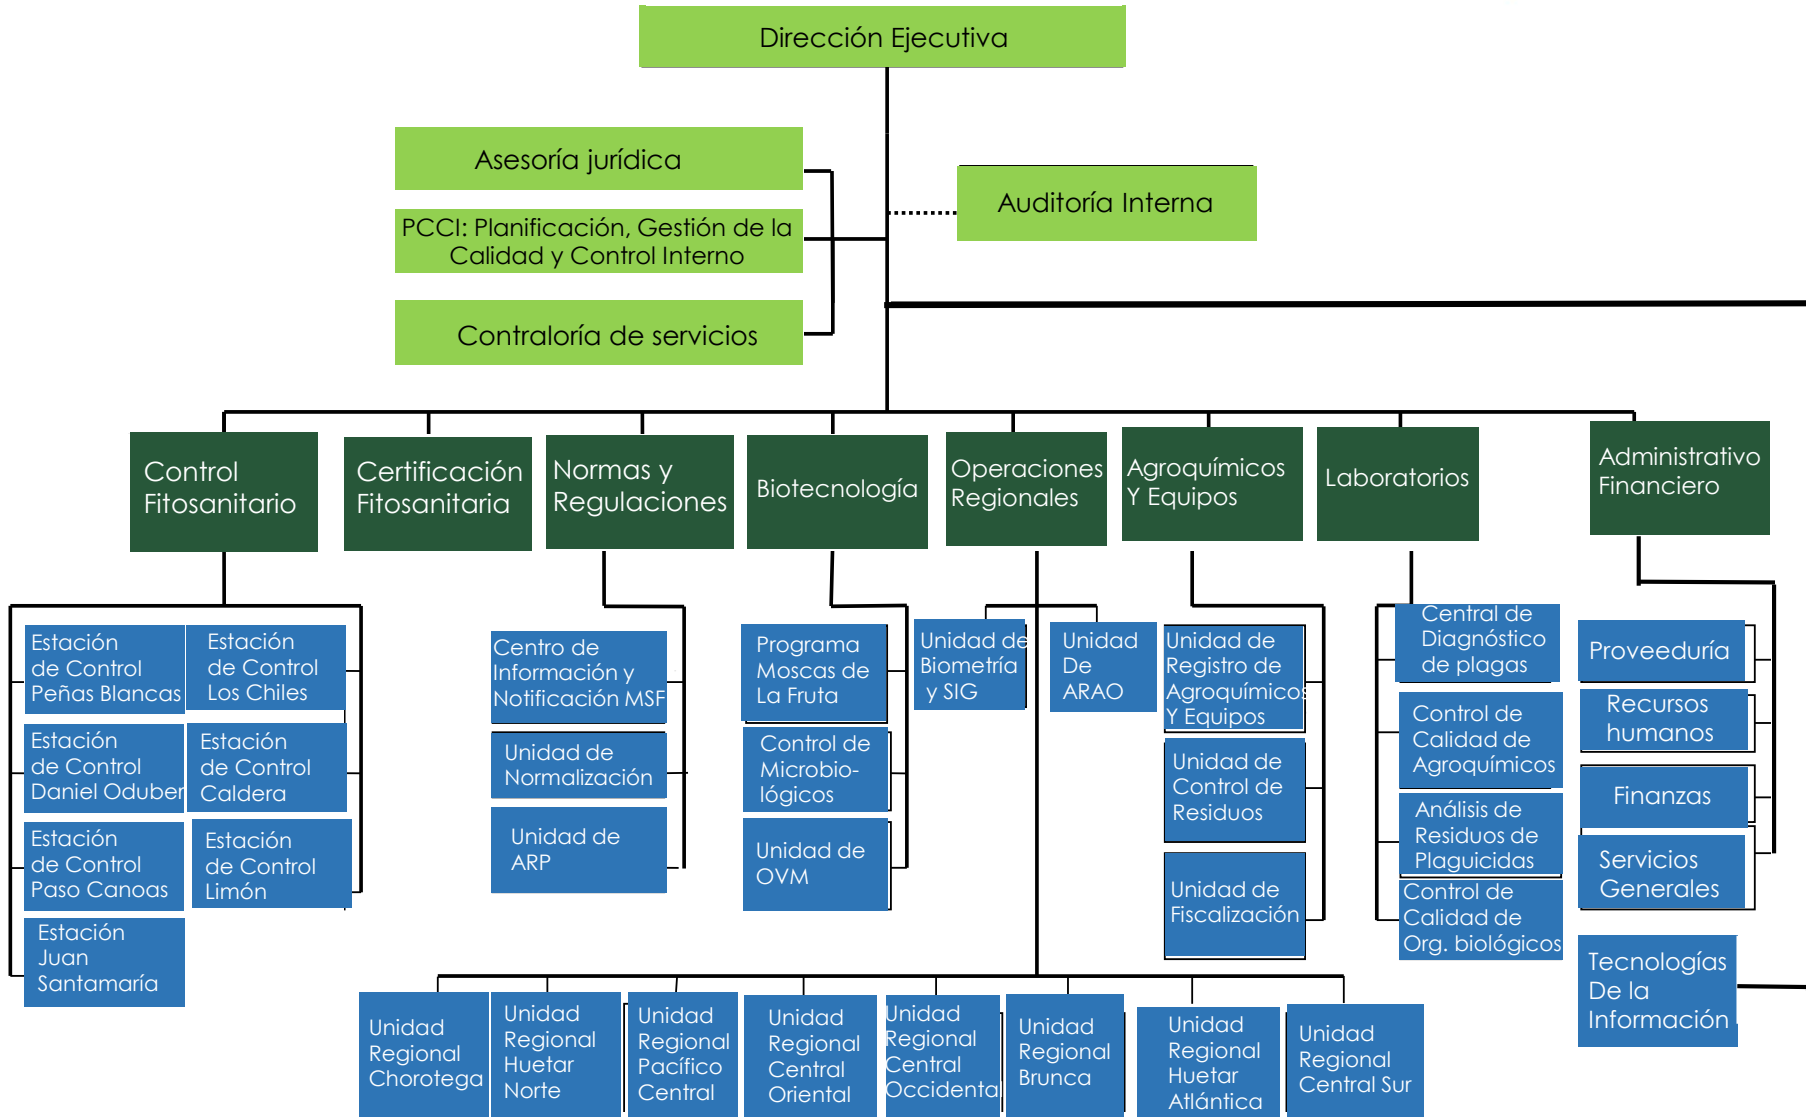 Dirección Ejecutiva
Asesoría jurídica
PCCI: Planificación, Gestión de la
Calidad y Control Interno
Contraloría de servicios
Auditoría Interna
Control
Fitosanitario
Certificación
Fitosanitaria
Normas y
Regulaciones
Biotecnología
Operaciones
Regionales
Agroquímicos
Y Equipos
Laboratorios
Administrativo
Financiero
Estación
de Control
Peñas Blancas
Estación
de Control
Los Chiles
Estación
de Control
Daniel Oduber
Estación
de Control
Caldera
Estación
de Control
Paso Canoas
Estación
de Control
Limón
Estación
Juan
Santamaría
Centro de
Información y
Notificación MSF
Unidad de
Normalización
Unidad de
ARP
Programa
Moscas de
La Fruta
Control de
Microbio-
lógicos
Unidad de
OVM
Unidad de
Biometría
y SIG
Unidad
De
ARAO
Unidad de
Registro de
Agroquímicos
Y Equipos
Unidad de
Control de
Residuos
Unidad de
Fiscalización
Central de
Diagnóstico
de plagas
Control de
Calidad de
Agroquímicos
Análisis de
Residuos de
Plaguicidas
Control de
Calidad de
Org. biológicos
Proveeduría
Recursos
humanos
Finanzas
Servicios
Generales
Tecnologías
De la
Información
Unidad
Regional
Chorotega
Unidad
Regional
Huetar
Norte
Unidad
Regional
Pacífico
Central
Unidad
Regional
Central
Oriental
Unidad
Regional
Central
Occidental
Unidad
Regional
Brunca
Unidad
Regional
Huetar
Atlántica
Unidad
Regional
Central Sur